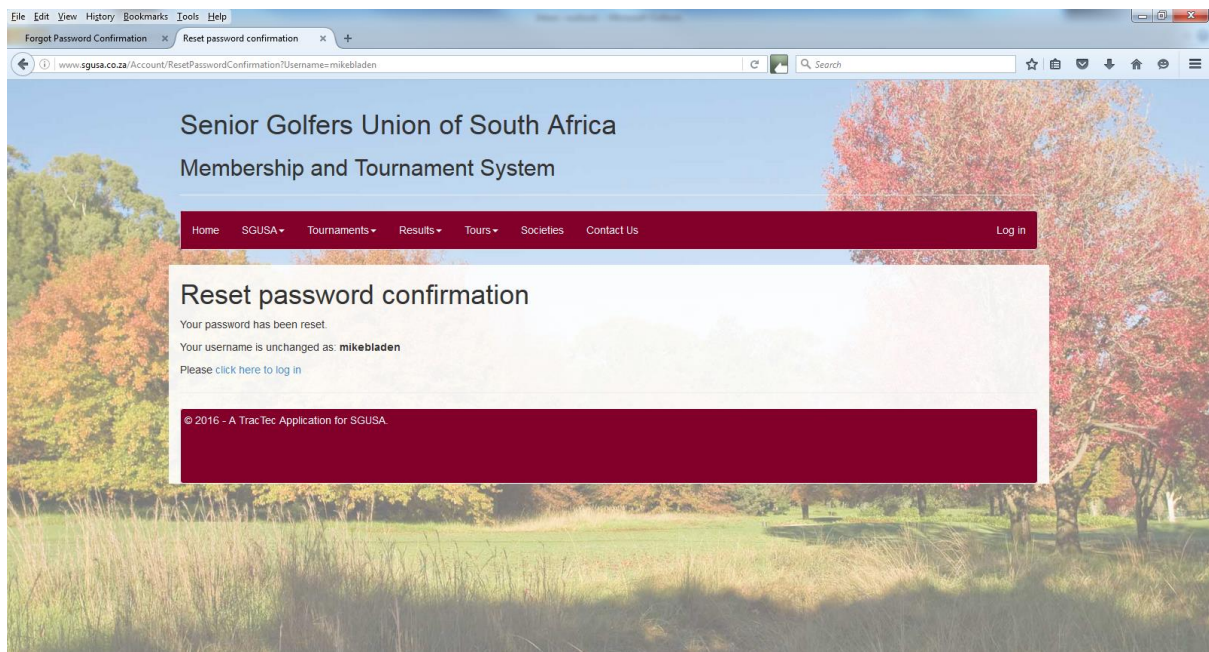 File Edit View History Bookmarks Tools Help
Forgot Password Confirmation × Reset password confirmation × +
www.sgusa.co.za/Account/ResetPasswordConfirmation?Username=mikebladen Search
Senior Golfers Union of South Africa
Membership and Tournament System
Home SGUSA Tournaments Results Tours Societies Contact Us Log in
Reset password confirmation
Your password has been reset.
Your username is unchanged as: mikebladen
Please click here to log in
© 2016 - A TracTec Application for SGUSA.